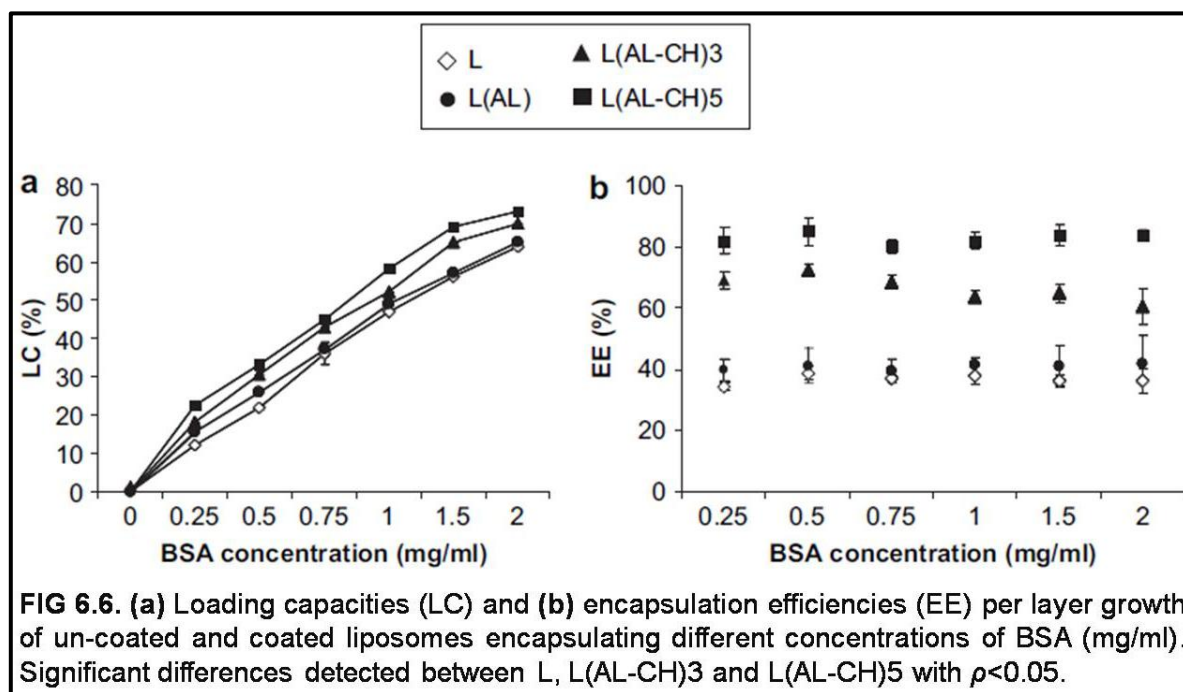 ◇ L
▲ L(AL-CH)3
● L(AL)
■ L(AL-CH)5
a
80
70
60
50
40
30
20
10
0
LC (%)
0 0.25 0.5 0.75 1 1.5 2
BSA concentration (mg/ml)
b
100
80
60
40
20
0
EE (%)
0.25 0.5 0.75 1 1.5 2
BSA concentration (mg/ml)
FIG 6.6. (a) Loading capacities (LC) and (b) encapsulation efficiencies (EE) per layer growth
of un-coated and coated liposomes encapsulating different concentrations of BSA (mg/ml).
Significant differences detected between L, L(AL-CH)3 and L(AL-CH)5 with ρ<0.05.